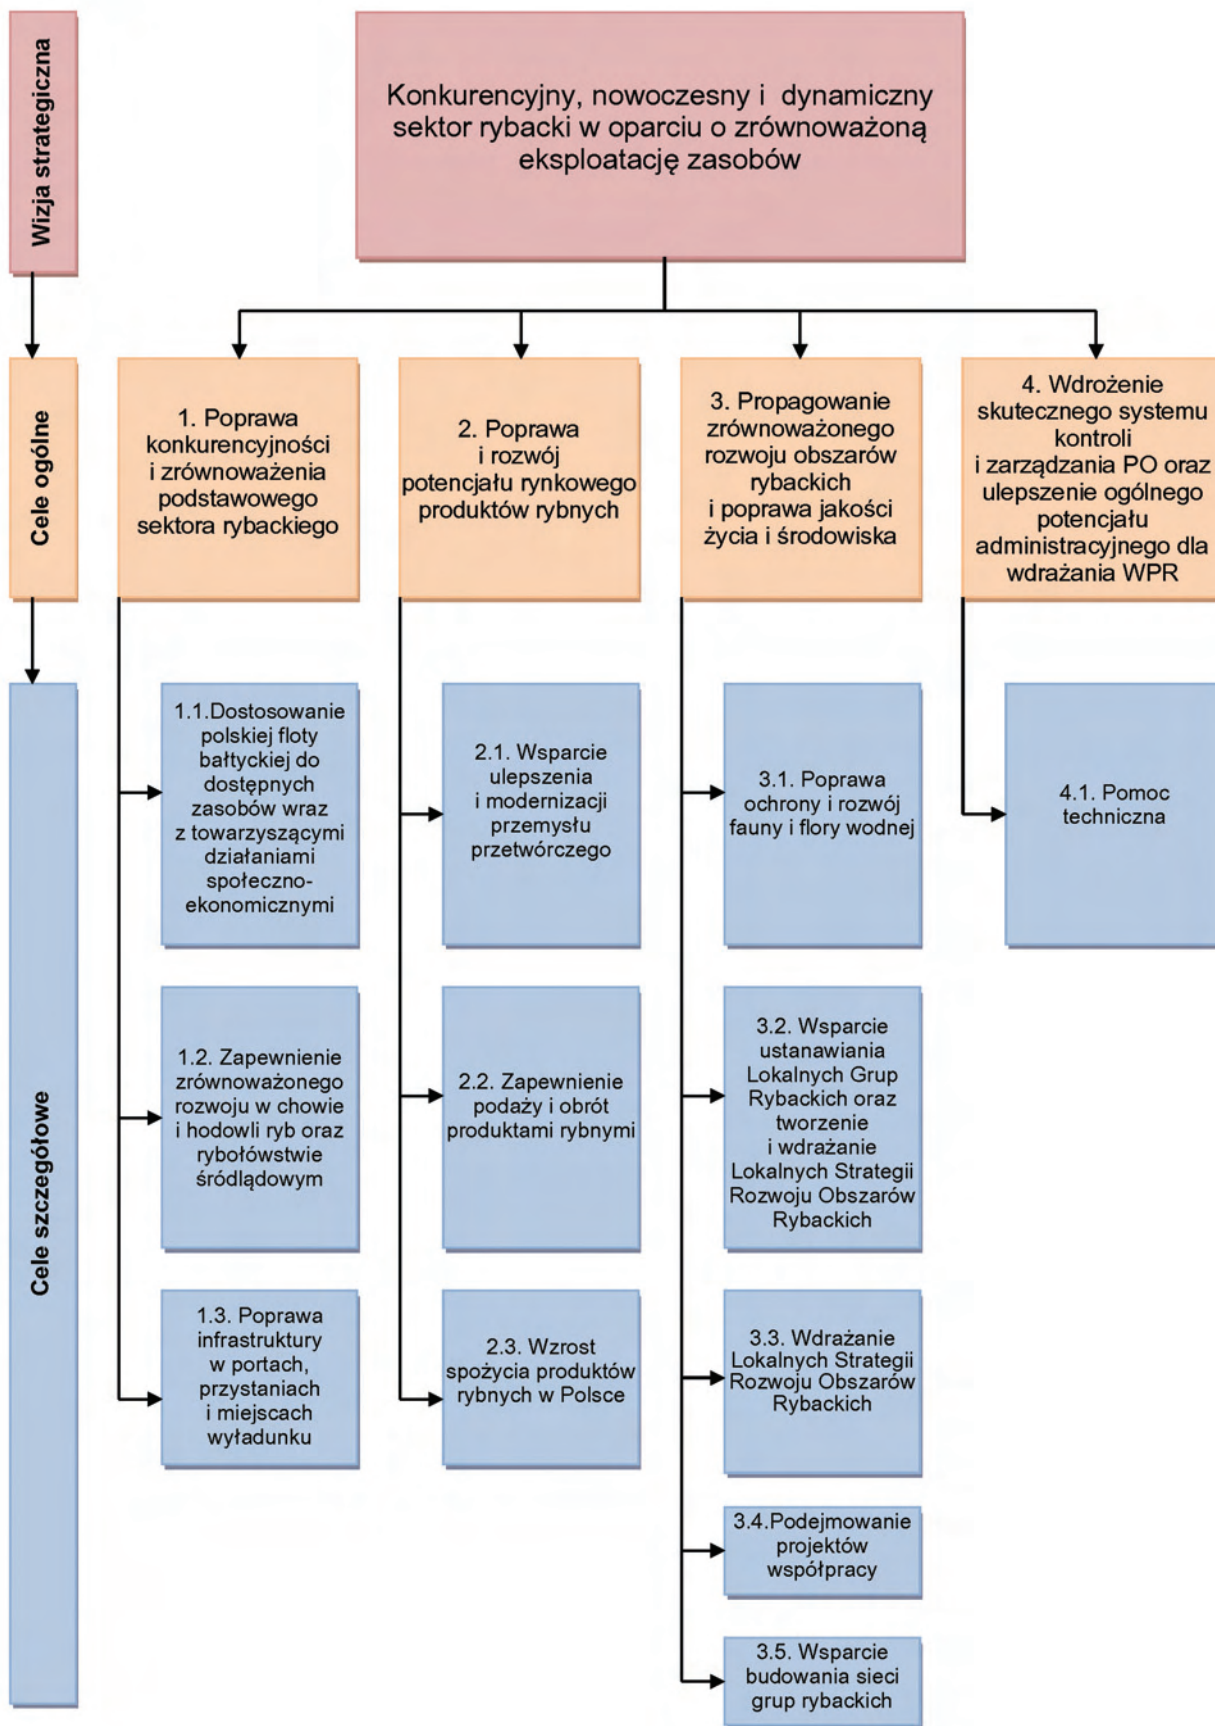 Wizja strategiczna
Konkurencyjny, nowoczesny i dynamiczny
sektor rybacki w oparciu o zrównoważoną
eksploatację zasobów
Cele ogólne
1. Poprawa
konkurencyjności
i zrównoważenia
podstawowego
sektora rybackiego
2. Poprawa
i rozwój
potencjału rynkowego
produktów rybnych
3. Propagowanie
zrównoważonego
rozwoju obszarów
rybackich
i poprawa jakości
życia i środowiska
4. Wdrożenie
skutecznego systemu
kontroli
i zarządzania PO oraz
ulepszenie ogólnego
potencjału
administracyjnego dla
wdrażania WPR
Cele szczegółowe
1.1.Dostosowanie
polskiej floty
bałtyckiej do
dostępnych
zasobów wraz
z towarzyszącymi
działaniami
społeczno-
ekonomicznymi
2.1. Wsparcie
ulepszenia
i modernizacji
przemysłu
przetwórczego
3.1. Poprawa
ochrony i rozwój
fauny i flory wodnej
4.1. Pomoc
techniczna
1.2. Zapewnienie
zrównoważonego
rozwoju w chowie
i hodowli ryb oraz
rybołówstwie
śródlądowym
2.2. Zapewnienie
podaży i obrót
produktami rybnymi
3.2. Wsparcie
ustanawiania
Lokalnych Grup
Rybackich oraz
tworzenie
i wdrażanie
Lokalnych Strategii
Rozwoju Obszarów
Rybackich
1.3. Poprawa
infrastruktury
w portach,
przystaniach
i miejscach
wyładunku
2.3. Wzrost
spożycia produktów
rybnych w Polsce
3.3. Wdrażanie
Lokalnych Strategii
Rozwoju Obszarów
Rybackich
3.4.Podejmowanie
projektów
współpracy
3.5. Wsparcie
budowania sieci
grup rybackich